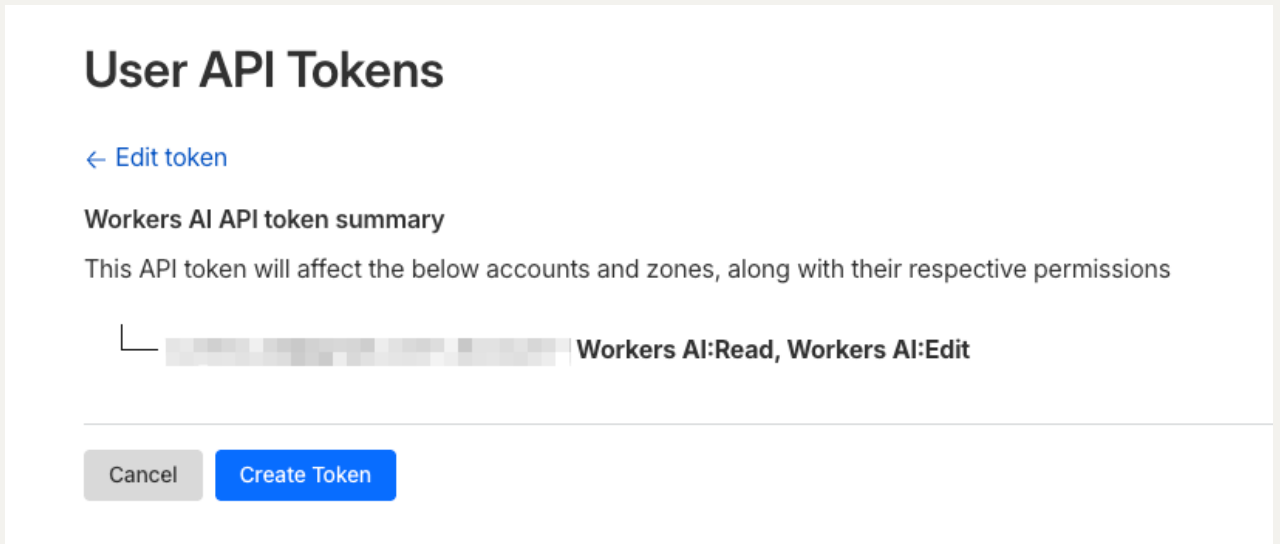 User API Tokens
← Edit token
Workers AI API token summary
This API token will affect the below accounts and zones, along with their respective permissions
Workers AI:Read, Workers AI:Edit
Cancel
Create Token